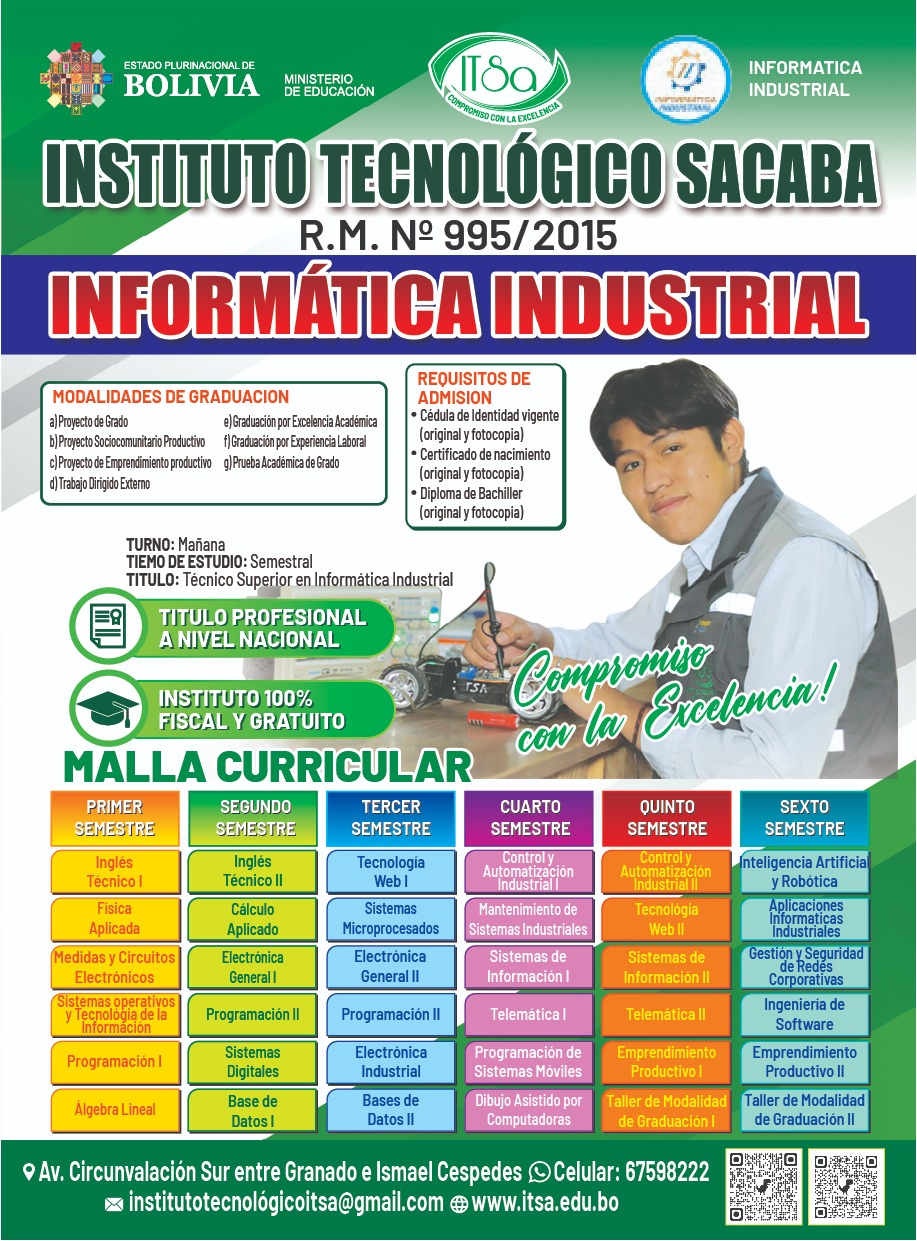 ESTADO PLURINACIONAL DE
BOLIVIA
MINISTERIO
DE EDUCACIÓN
ITSa
COMPROMISO CON LA EXCELENCIA
INFORMÁTICA
INDUSTRIAL
INFORMATICA
INDUSTRIAL
INSTITUTO TECNOLÓGICO SACABA
R.M. Nº 995/2015
INFORMÁTICA INDUSTRIAL
MODALIDADES DE GRADUACION
a) Proyecto de Grado
b) Proyecto Sociocomunitario Productivo
c) Proyecto de Emprendimiento productivo
d) Trabajo Dirigido Externo
e) Graduación por Excelencia Académica
f) Graduación por Experiencia Laboral
g) Prueba Académica de Grado
REQUISITOS DE
ADMISION
• Cédula de Identidad vigente
(original y fotocopia)
• Certificado de nacimiento
(original y fotocopia)
• Diploma de Bachiller
(original y fotocopia)
TURNO: Mañana
TIEMO DE ESTUDIO: Semestral
TITULO: Técnico Superior en Informática Industrial
TITULO PROFESIONAL
A NIVEL NACIONAL
INSTITUTO 100%
FISCAL Y GRATUITO
ITSA
Compromiso
con la Excelencia!
MALLA CURRICULAR
PRIMER
SEMESTRE
Inglés
Técnico I
Física
Aplicada
Medidas y Circuitos
Electrónicos
Sistemas operativos
y Tecnología de la
Información
Programación I
Álgebra Lineal
SEGUNDO
SEMESTRE
Inglés
Técnico II
Cálculo
Aplicado
Electrónica
General I
Programación II
Sistemas
Digitales
Base de
Datos I
TERCER
SEMESTRE
Tecnología
Web I
Sistemas
Microprocesados
Electrónica
General II
Programación II
Electrónica
Industrial
Bases de
Datos II
CUARTO
SEMESTRE
Control y
Automatización
Industrial I
Mantenimiento de
Sistemas Industriales
Sistemas de
Información I
Telemática I
Programación de
Sistemas Móviles
Dibujo Asistido por
Computadoras
QUINTO
SEMESTRE
Control y
Automatización
Industrial II
Tecnológia
Web II
Sistemas de
Información II
Telemática II
Emprendimiento
Productivo I
Taller de Modalidad
de Graduación I
SEXTO
SEMESTRE
Inteligencia Artificial
y Robótica
Aplicaciones
Informaticas
Industriales
Gestión y Seguridad
de Redes
Corporativas
Ingeniería de
Software
Emprendimiento
Productivo II
Taller de Modalidad
de Graduación II
Av. Circunvalación Sur entre Granado e Ismael Cespedes Celular: 67598222
institutotecnológicoitsa@gmail.com www.itsa.edu.bo